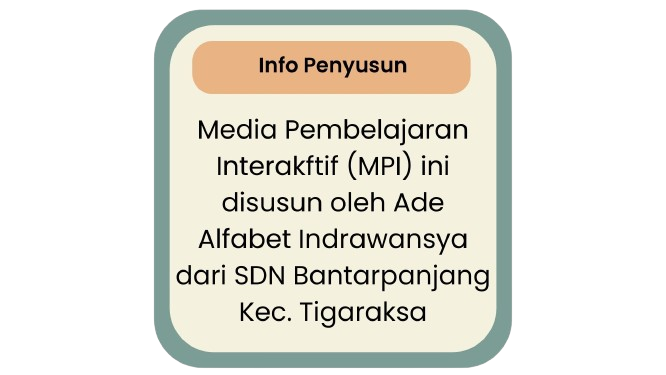 Info Penyusun
Media Pembelajaran
Interakftif (MPI) ini
disusun oleh Ade
Alfabet Indrawansya
dari SDN Bantarpanjang
Kec. Tigaraksa